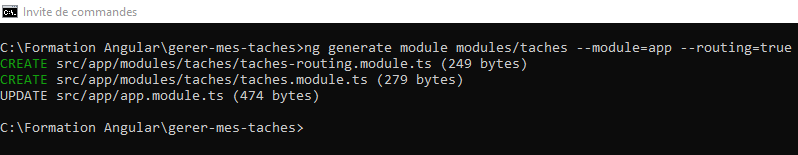 Invite de commandes
C:\Formation Angular\gerer-mes-taches>ng generate module modules/taches --module=app --routing=true
CREATE src/app/modules/taches/taches-routing.module.ts (249 bytes)
CREATE src/app/modules/taches/taches.module.ts (279 bytes)
UPDATE src/app/app.module.ts (474 bytes)
C:\Formation Angular\gerer-mes-taches>